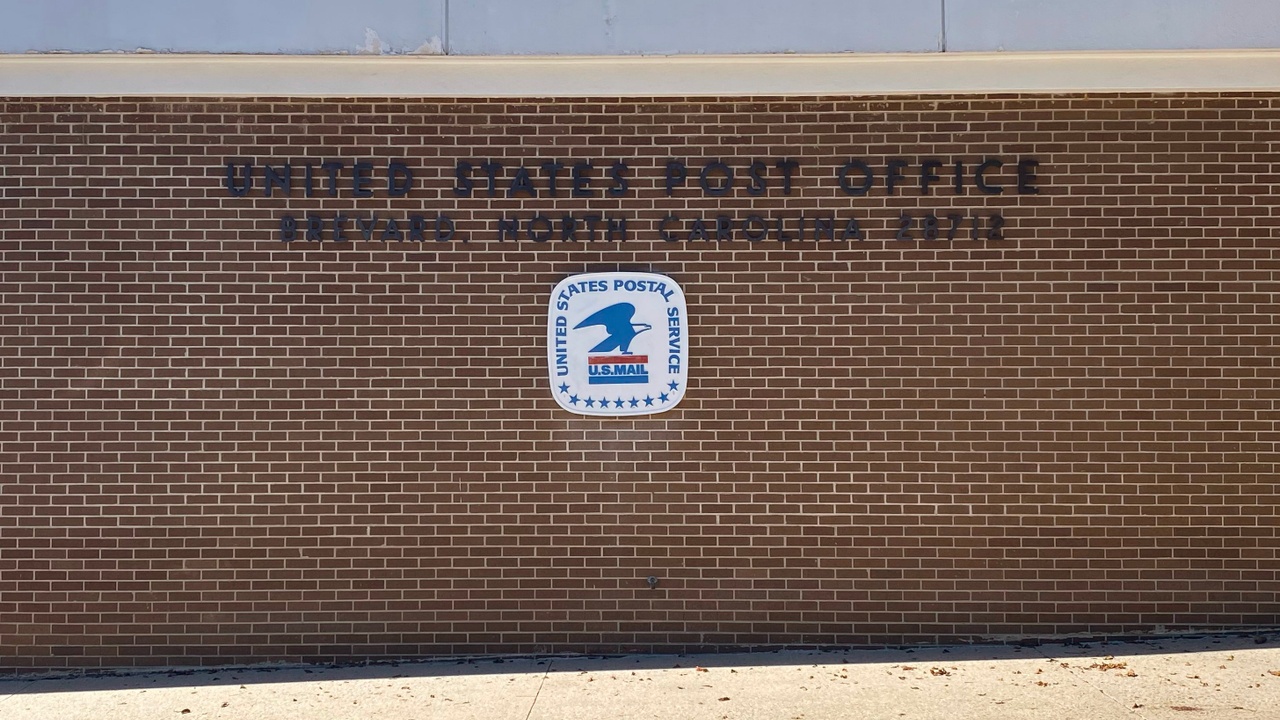 UNITED STATES POST OFFICE
BREVARD, NORTH CAROLINA 28712
UNITED STATES POSTAL SERVICE
U.S.MAIL